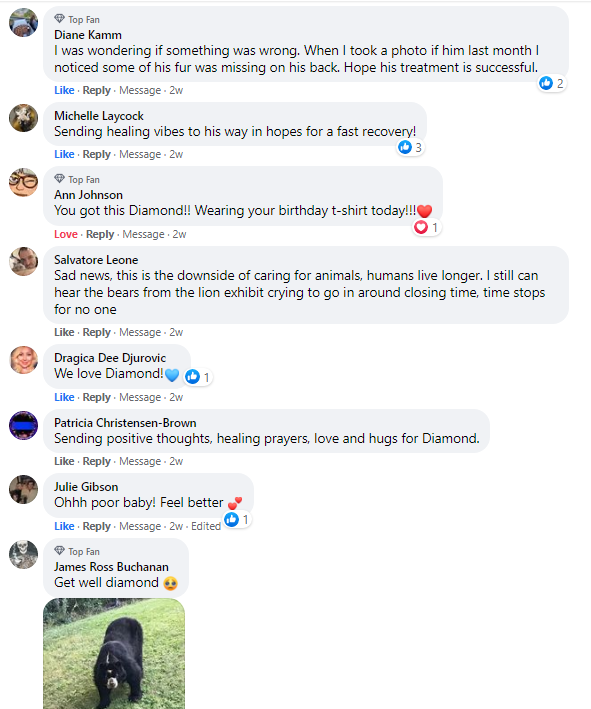 Top Fan
Diane Kamm
I was wondering if something was wrong. When I took a photo if him last month I
noticed some of his fur was missing on his back. Hope his treatment is successful.
2
Like · Reply · Message · 2w
Michelle Laycock
Sending healing vibes to his way in hopes for a fast recovery!
3
Like · Reply · Message · 2w
Top Fan
Ann Johnson
You got this Diamond!! Wearing your birthday t-shirt today!!!❤️
1
Love · Reply · Message · 2w
Salvatore Leone
Sad news, this is the downside of caring for animals, humans live longer. I still can
hear the bears from the lion exhibit crying to go in around closing time, time stops
for no one
Like · Reply · Message · 2w
Dragica Dee Djurovic
We love Diamond!💙
1
Like · Reply · Message · 2w
Patricia Christensen-Brown
Sending positive thoughts, healing prayers, love and hugs for Diamond.
Like · Reply · Message · 2w
Julie Gibson
Ohhh poor baby! Feel better 💕
1
Like · Reply · Message · 2w · Edited
Top Fan
James Ross Buchanan
Get well diamond 🥹